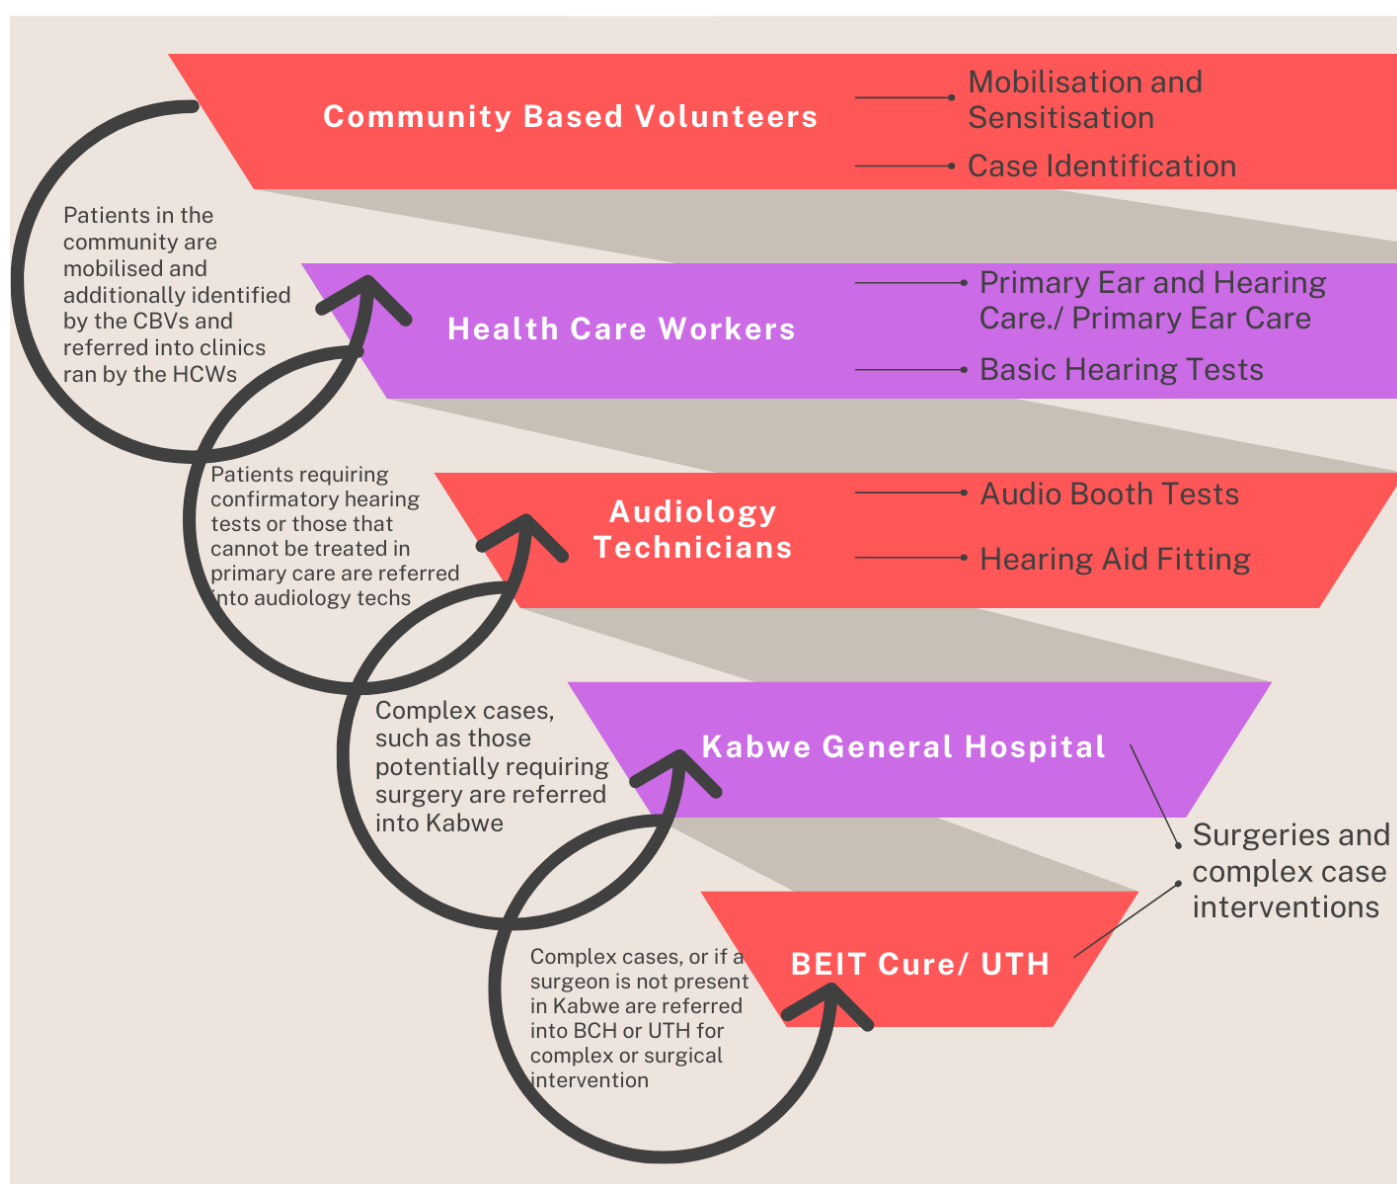 Community Based Volunteers
Mobilisation and
Sensitisation
Case Identification
Patients in the
community are
mobilised and
additionally identified
by the CBVs and
referred into clinics
ran by the HCWs
Health Care Workers
Primary Ear and Hearing
Care./ Primary Ear Care
Basic Hearing Tests
Patients requiring
confirmatory hearing
tests or those that
cannot be treated in
primary care are referred
into audiology techs
Audiology
Technicians
Audio Booth Tests
Hearing Aid Fitting
Complex cases,
such as those
potentially requiring
surgery are referred
into Kabwe
Kabwe General Hospital
Surgeries and
complex case
interventions
Complex cases, or if a
surgeon is not present
in Kabwe are referred
into BCH or UTH for
complex or surgical
intervention
BEIT Cure/ UTH